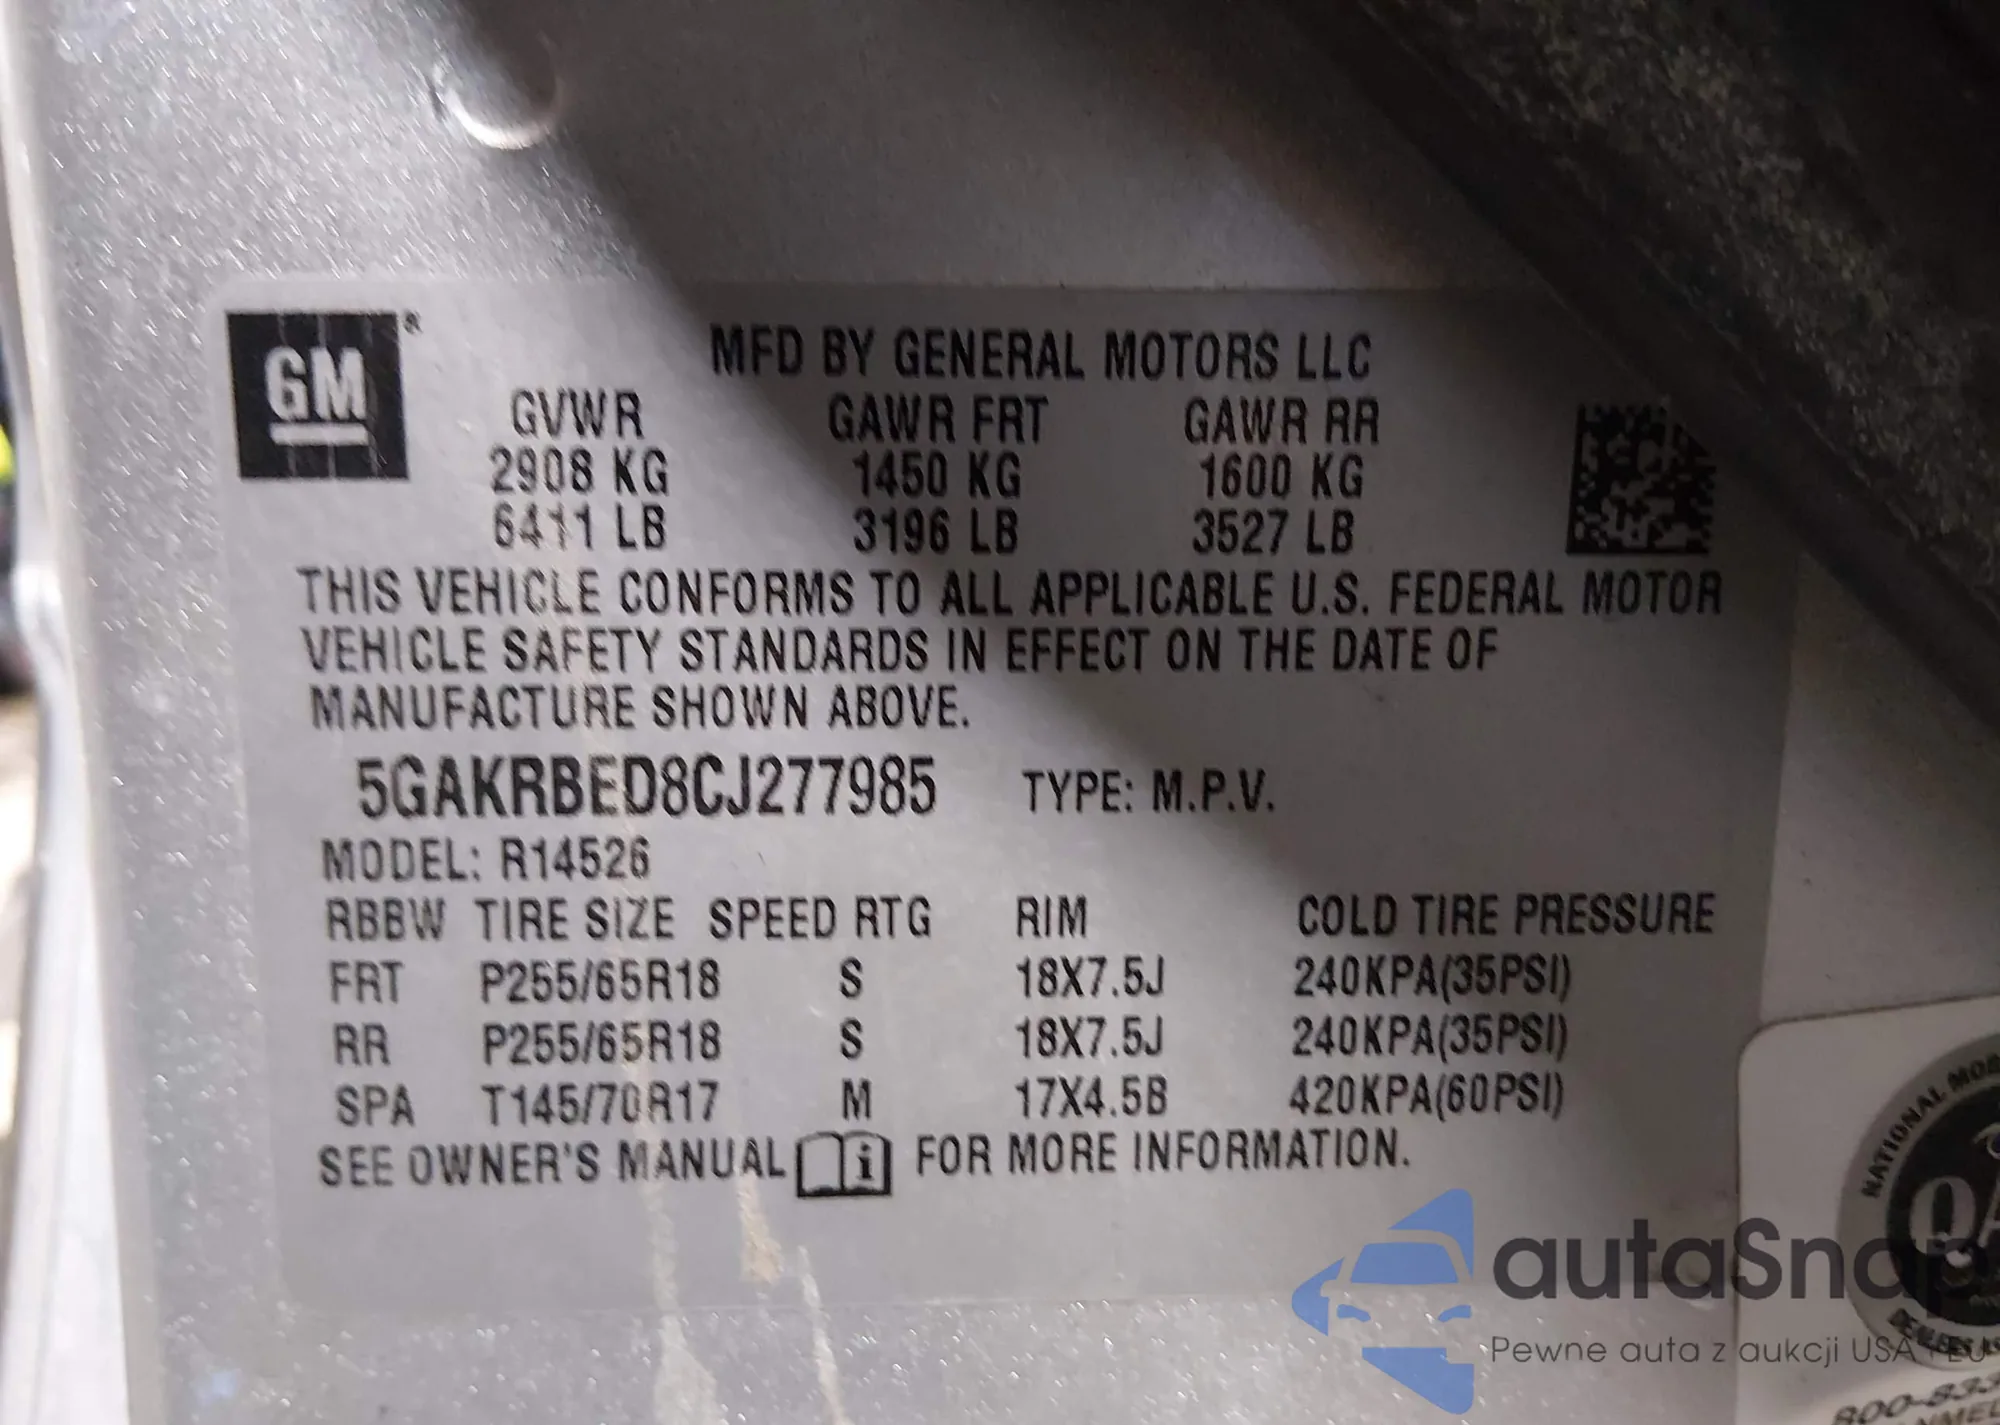 GM®
MFD BY GENERAL MOTORS LLC
GVWR GAWR FRT GAWR RR
2908 KG 1450 KG 1600 KG
6411 LB 3196 LB 3527 LB
THIS VEHICLE CONFORMS TO ALL APPLICABLE U.S. FEDERAL MOTOR
VEHICLE SAFETY STANDARDS IN EFFECT ON THE DATE OF
MANUFACTURE SHOWN ABOVE.
5GAKRBED8CJ277985 TYPE: M.P.V.
MODEL: R14526
RBBW TIRE SIZE SPEED RTG RIM COLD TIRE PRESSURE
FRT P255/65R18 S 18X7.5J 240KPA(35PSI)
RR P255/65R18 S 18X7.5J 240KPA(35PSI)
SPA T145/70R17 M 17X4.5B 420KPA(60PSI)
SEE OWNER'S MANUAL i FOR MORE INFORMATION.
NATIONAL
autaSnap
Pewne auta z aukcji USA i EU